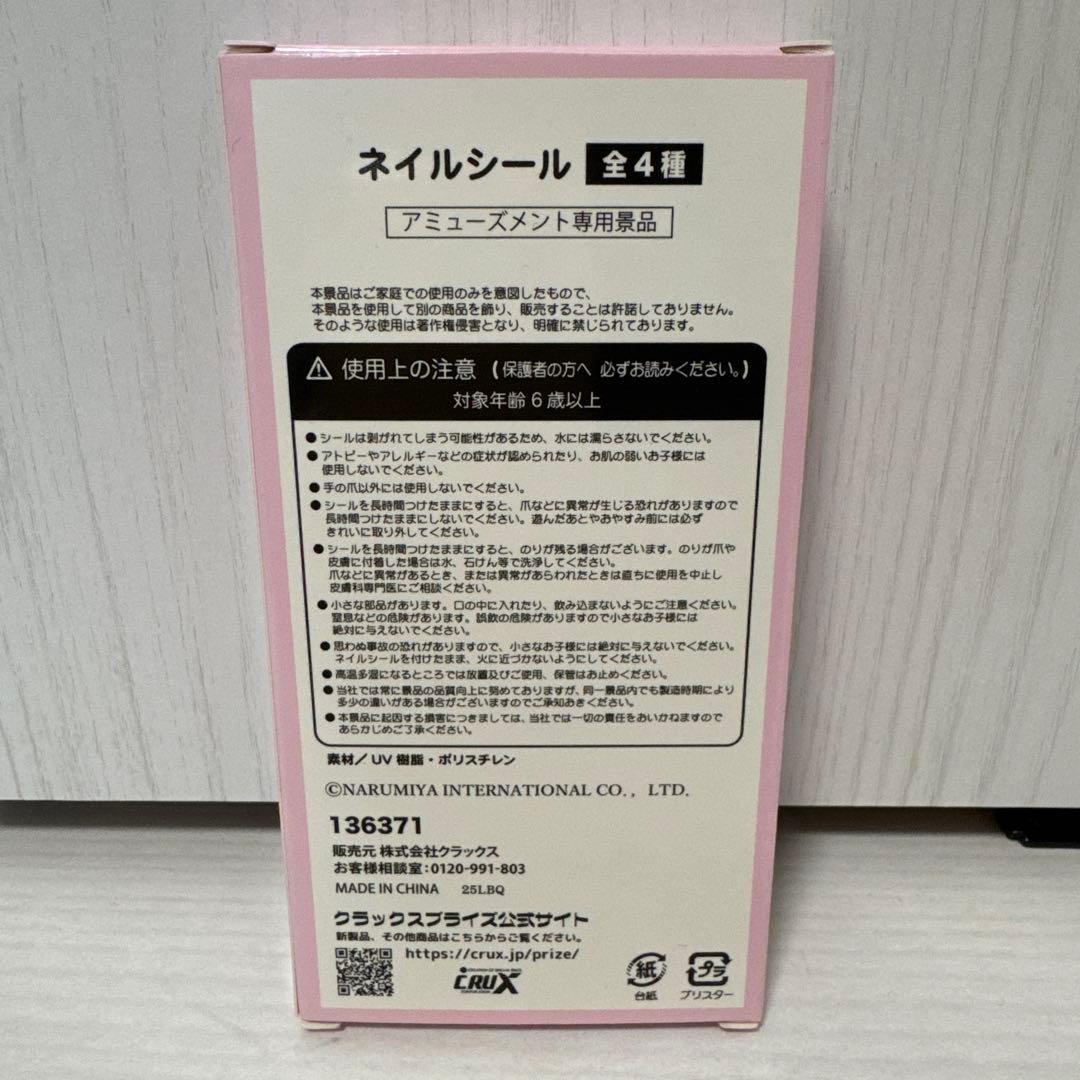 ネイルシール 全4種
アミューズメント専用景品
本景品はご家庭での使用のみを意図したもので、
本景品を使用して別の商品を飾り、販売することは許諾しておりません。
そのような使用は著作権侵害となり、明確に禁じられております。
⚠ 使用上の注意 (保護者の方へ 必ずお読みください。)
対象年齢6歳以上
●シールは剥がれてしまう可能性があるため、水には濡らさないでください。
●アトピーやアレルギーなどの症状が認められたり、お肌の弱いお子様には
使用しないでください。
●手の爪以外には使用しないでください。
●シールを長時間つけたままにすると、爪などに異常が生じる恐れがありますので
長時間つけたままにしないでください。遊んだあとやおやすみ前には必ず
きれいに取り外してください。
●シールを長時間つけたままにすると、のりが残る場合がございます。のりが爪や
皮膚に付着した場合は水、石けん等で洗浄してください。
爪などに異常があるとき、または異常があらわれたときは直ちに使用を中止し
皮膚科専門医にご相談ください。
●小さな部品があります。口の中に入れたり、飲み込まないようにご注意ください。
窒息などの危険があります。誤飲の危険がありますので小さなお子様には
絶対に与えないでください。
●思わぬ事故の恐れがありますので、小さなお子様には絶対に与えないでください。
ネイルシールを付けたまま、火に近づかないようにしてください。
●高温多湿になるところでは放置及びご使用、保管はお止めください。
●当社では常に景品の品質向上に努めておりますが、同一景品内でも製造時期により
多少の違いがある場合がございますのでご承知おきください。
●本景品に起因する損害につきましては、当社では一切の責任をおいかねますので
あらかじめご了承ください。
素材/UV樹脂・ポリスチレン
©NARUMIYA INTERNATIONAL CO., LTD.
136371
販売元 株式会社クラックス
お客様相談室:0120-991-803
MADE IN CHINA 25LBQ
クラックスプライズ公式サイト
新製品、その他商品はこちらからご覧ください。
https://crux.jp/prize/
CRUX
紙
台紙
プラ
ブリスター